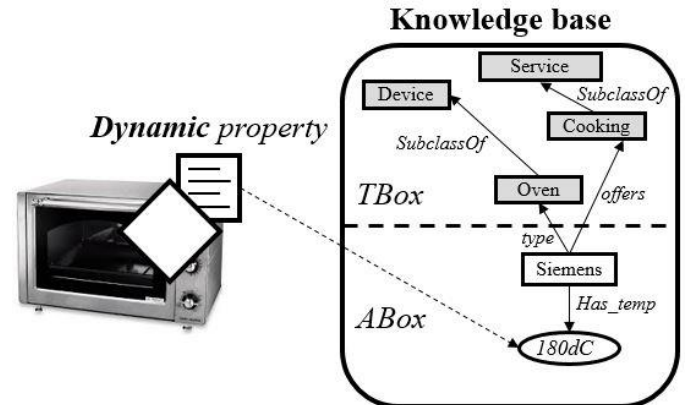 Knowledge base
Service
Device
SubclassOf
Cooking
Dynamic property
SubclassOf
TBox
Oven
offers
type
Siemens
ABox
Has_temp
180dC